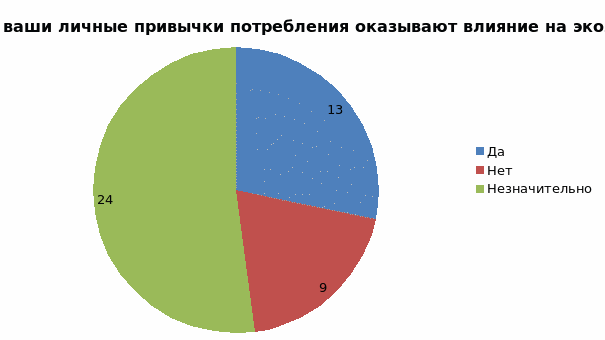 ваши личные привычки потребления оказывают влияние на эко
13
Да
Нет
Незначительно
24
9